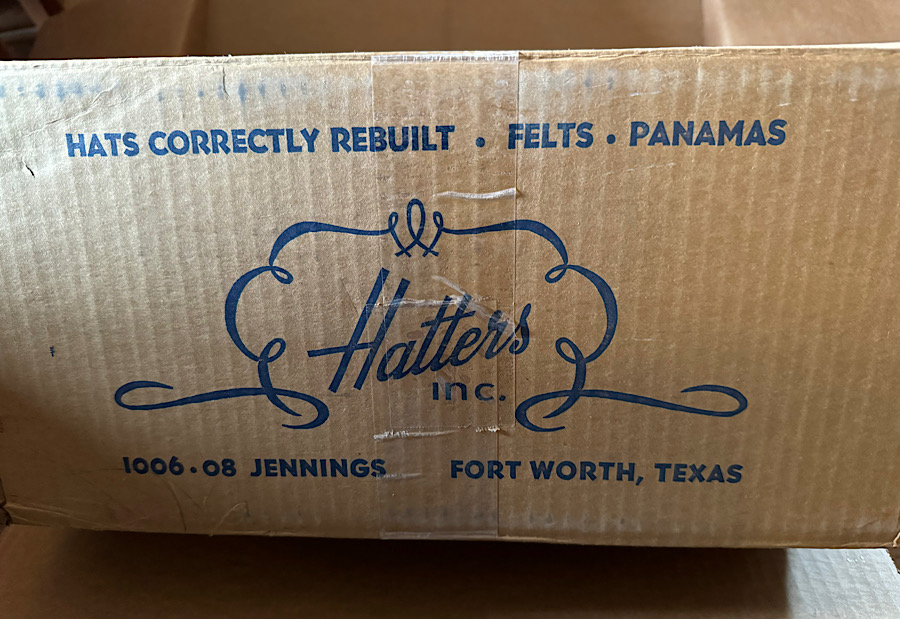 HATS CORRECTLY REBUILT • FELTS • PANAMAS
Hatters
inc.
1006•08 JENNINGS FORT WORTH, TEXAS